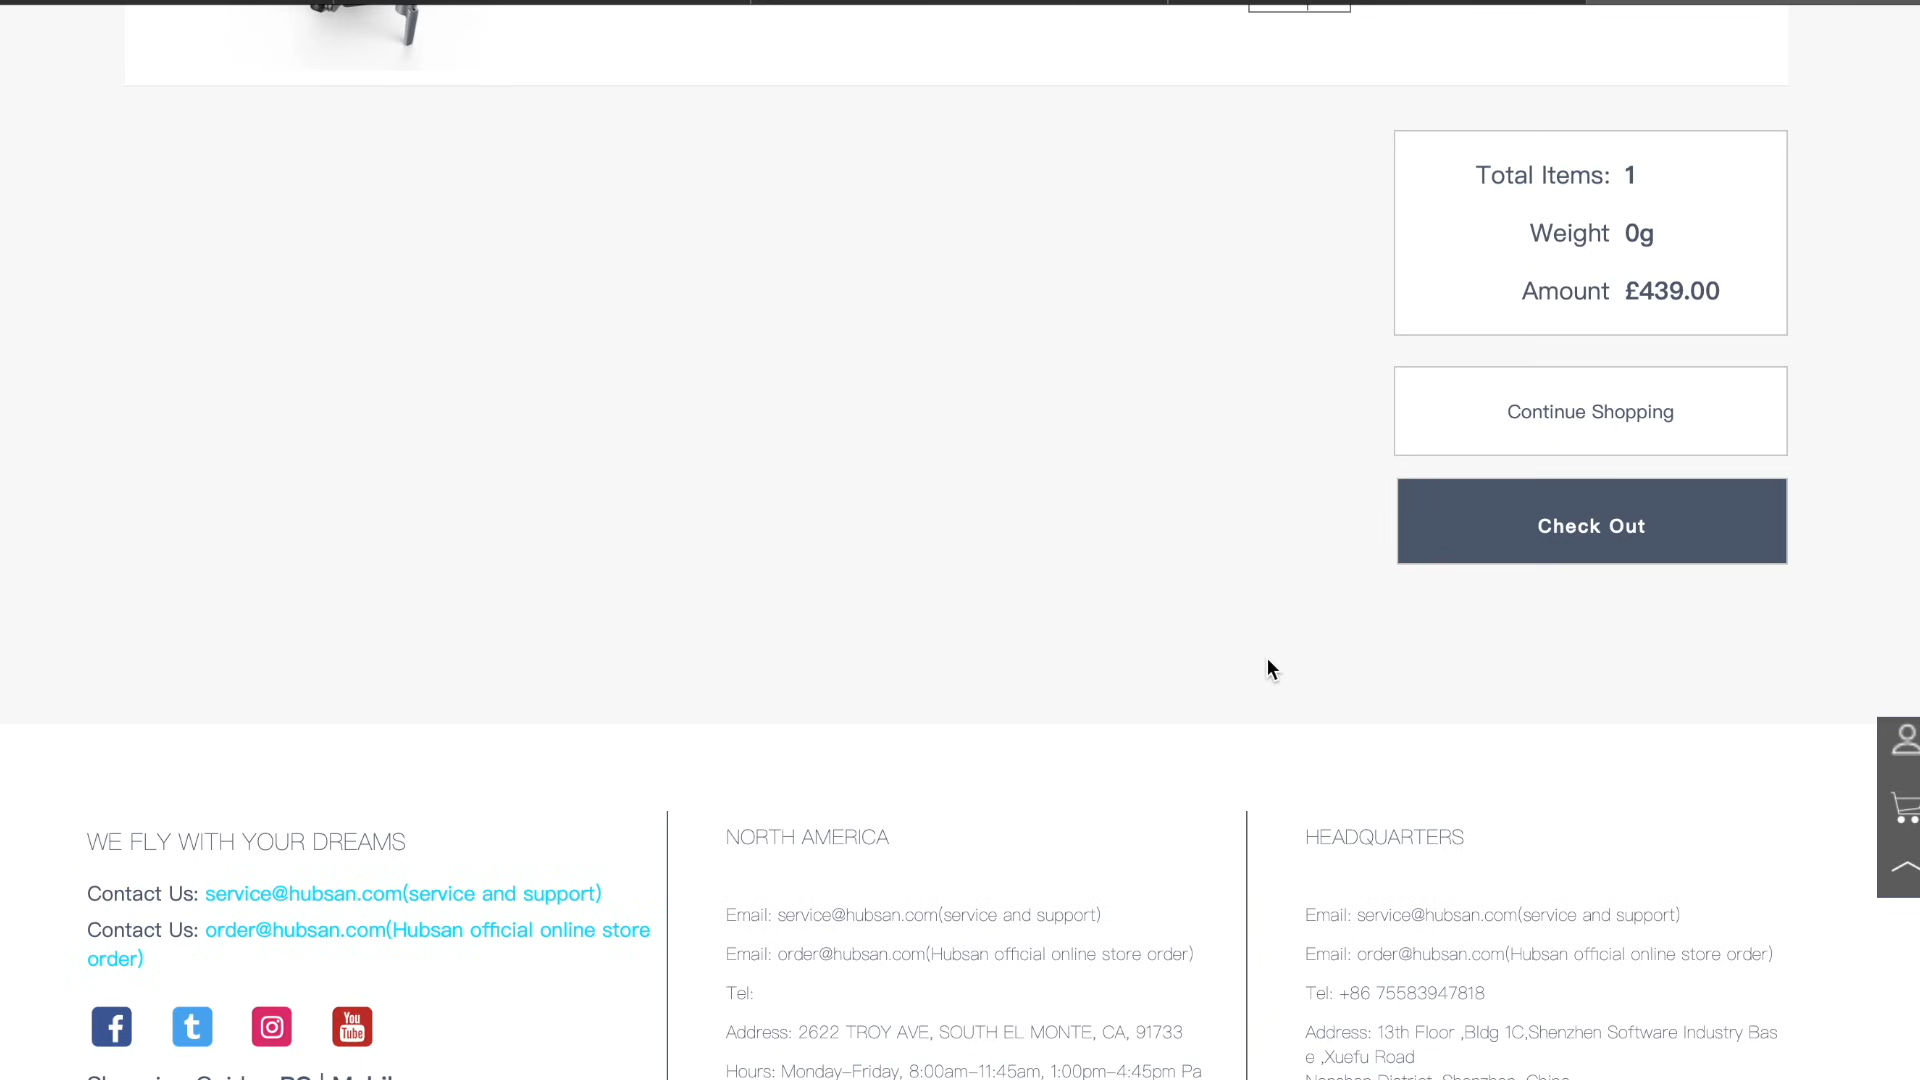 Total Items: 1
Weight 0g
Amount £439.00
Continue Shopping
Check Out
WE FLY WITH YOUR DREAMS
Contact Us: service@hubsan.com(service and support)
Contact Us: order@hubsan.com(Hubsan official online store
order)
You
Tube
NORTH AMERICA
Email: service@hubsan.com(service and support)
Email: order@hubsan.com(Hubsan official online store order)
Tel:
Address: 2622 TROY AVE, SOUTH EL MONTE, CA, 91733
Hours: Monday–Friday, 8:00am–11:45am, 1:00pm–4:45pm Pa
HEADQUARTERS
Email: service@hubsan.com(service and support)
Email: order@hubsan.com(Hubsan official online store order)
Tel: +86 75583947818
Address: 13th Floor ,Bldg 1C,Shenzhen Software Industry Bas
e ,Xuefu Road